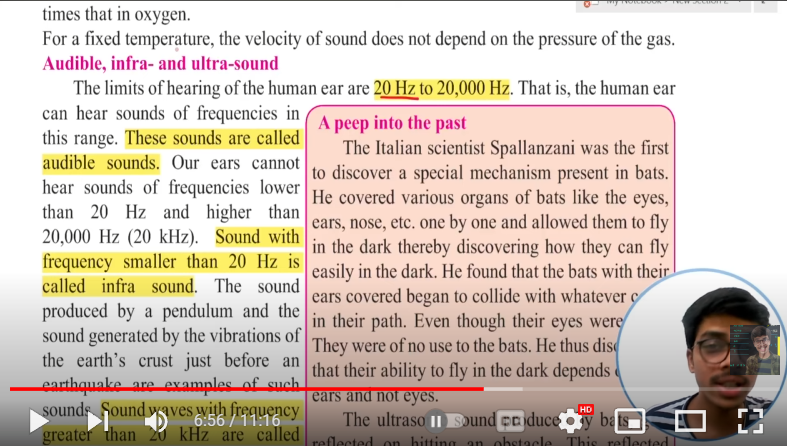 My Notebook - New Section 2
times that in oxygen.
For a fixed temperature, the velocity of sound does not depend on the pressure of the gas.
Audible, infra- and ultra-sound
The limits of hearing of the human ear are 20 Hz to 20,000 Hz. That is, the human ear
can hear sounds of frequencies in
this range. These sounds are called
audible sounds. Our ears cannot
hear sounds of frequencies lower
than 20 Hz and higher than
20,000 Hz (20 kHz). Sound with
frequency smaller than 20 Hz is
called infra sound. The sound
produced by a pendulum and the
sound generated by the vibrations of
the earth's crust just before an
earthquake are examples of such
sounds. Sound waves with frequency
greater than 20 kHz are called
A peep into the past
The Italian scientist Spallanzani was the first
to discover a special mechanism present in bats.
He covered various organs of bats like the eyes,
ears, nose, etc. one by one and allowed them to fly
in the dark thereby discovering how they can fly
easily in the dark. He found that the bats with their
ears covered began to collide with whatever
in their path. Even though their eyes were
They were of no use to the bats. He thus
that their ability to fly in the dark depends
ears and not eyes.
The ultrasonic sound produced by bats
reflected on hitting an obstacle. This reflected
6:56 / 11:16
HD